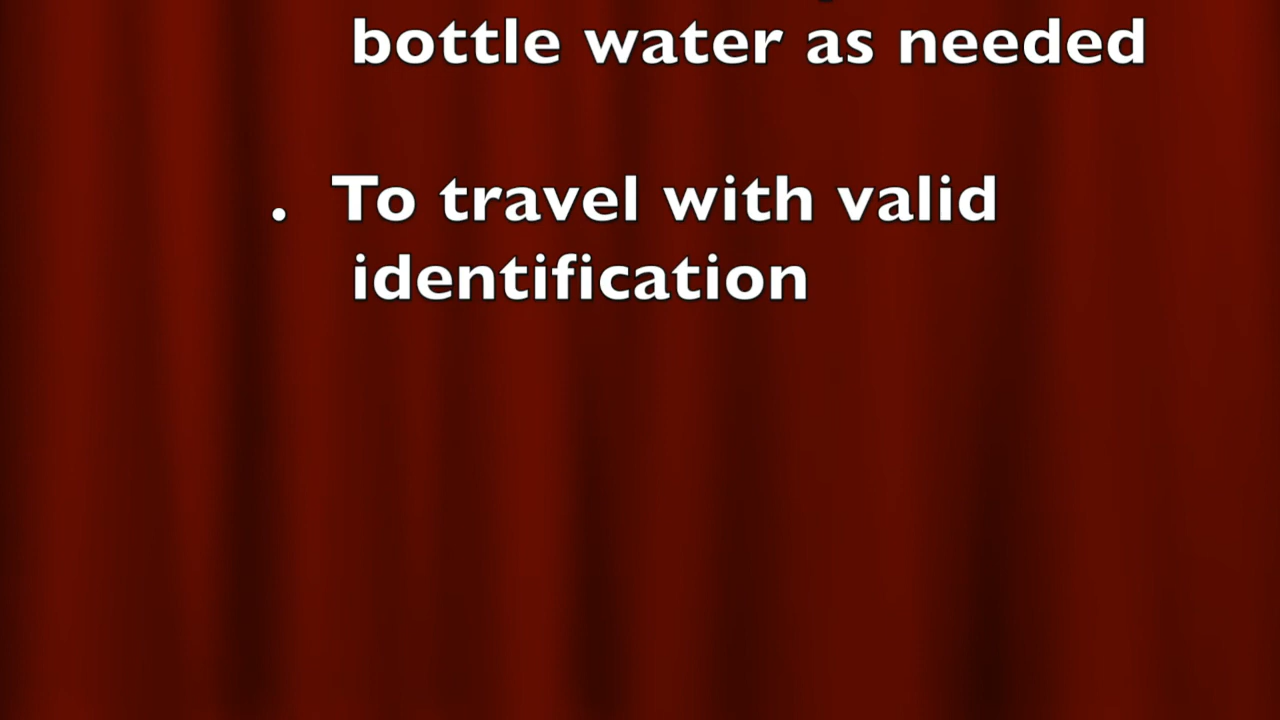 bottle water as needed
. To travel with valid
identification